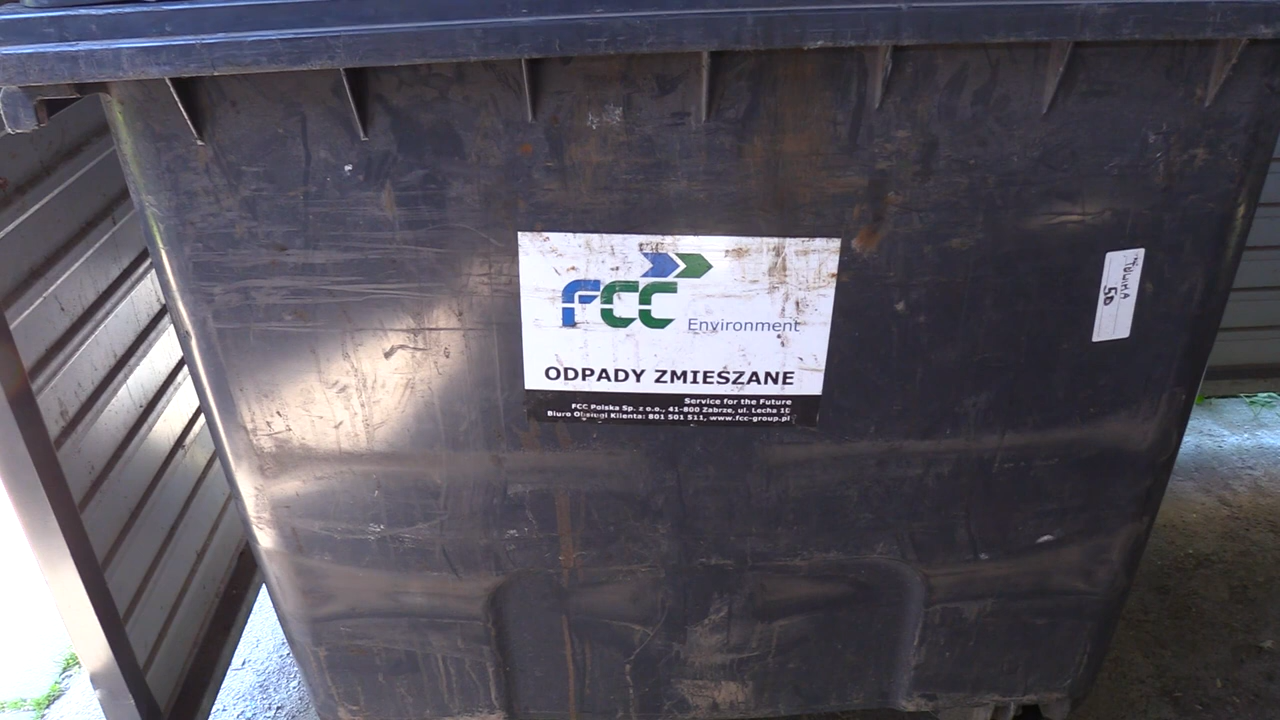 FCC
Environment
ODPADY ZMIESZANE
Service for the Future
FCC Polska Sp. z o.o., 41-800 Zabrze, ul. Lecha 10
Biuro Obsługi Klienta: 801 501 511, www.fcc-group.pl
5B